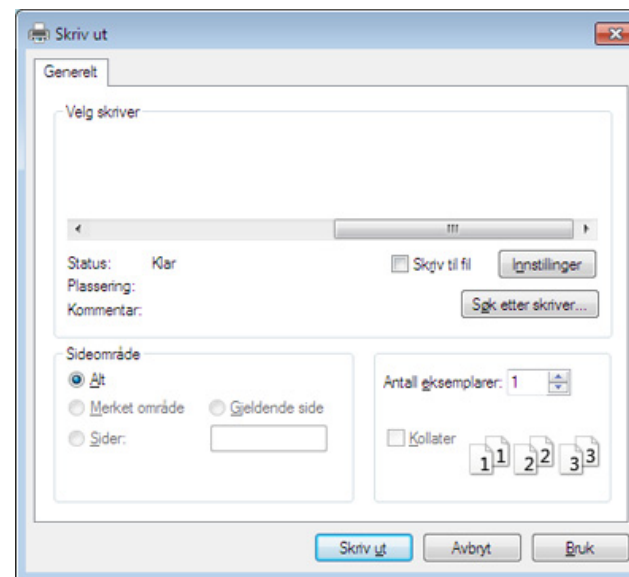 Skriv ut
Generelt
Velg skriver
Status: Klar
Skriv til fil
Innstillinger
Plassering:
Kommentar:
Søk etter skriver...
Sideområde
Alt
Merket område
Gjeldende side
Sider:
Antall eksemplarer: 1
Kollater
1 1 2 2 3 3
Skriv ut
Avbryt
Bruk